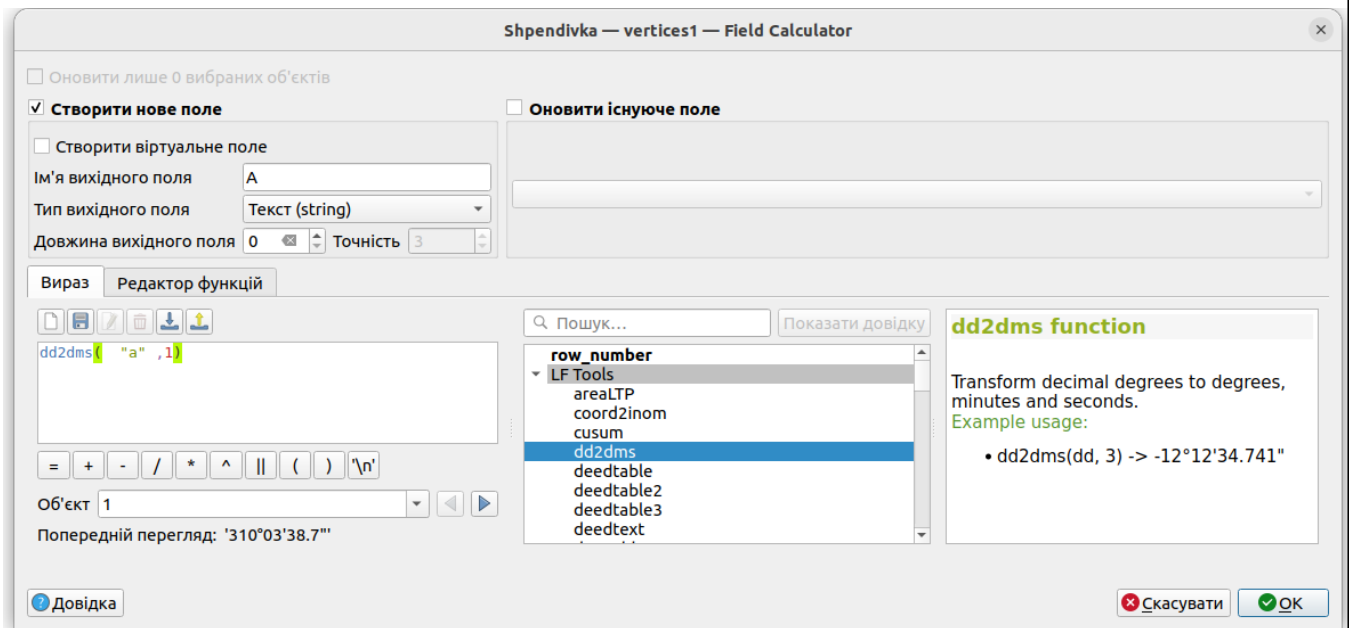 Shpendivka — vertices1 — Field Calculator
Оновити лише 0 вибраних об'єктів
Створити нове поле
Оновити існуюче поле
Створити віртуальне поле
Ім'я вихідного поля A
Тип вихідного поля Текст (string)
Довжина вихідного поля 0 Точність 3
Вираз Редактор функцій
Пошук... Показати довідку
dd2dms( "a" ,1)
= + - / * ^ || ( ) '\n'
Об'єкт 1
Попередній перегляд: '310°03'38.7"'
row_number
LF Tools
areaLTP
coord2inom
cusum
dd2dms
deedtable
deedtable2
deedtable3
deedtext
dd2dms function
Transform decimal degrees to degrees,
minutes and seconds.
Example usage:
• dd2dms(dd, 3) -> -12°12'34.741"
Довідка
Скасувати
OK